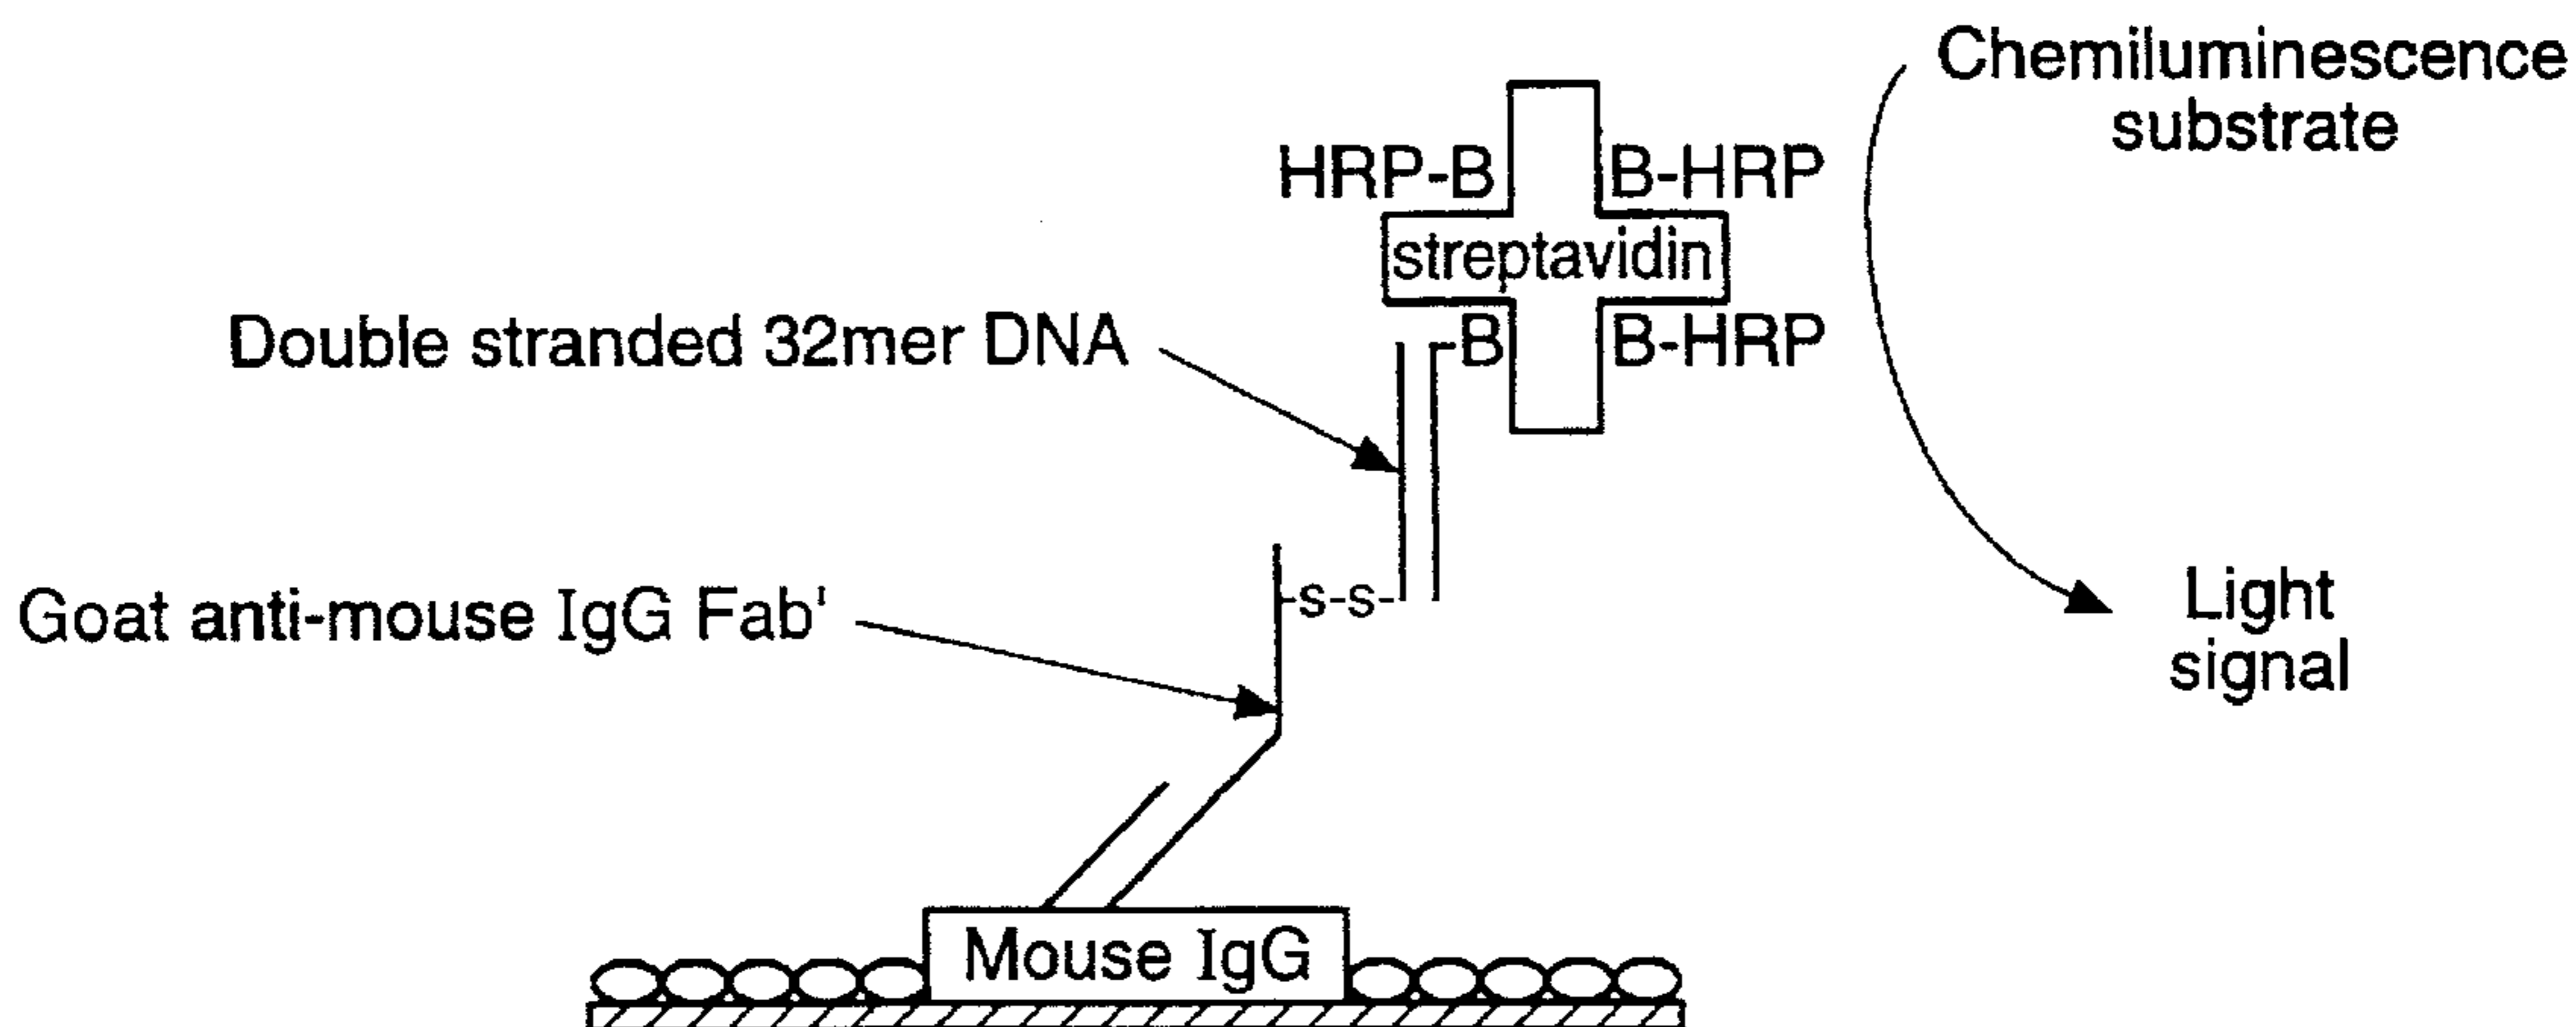 Chemiluminescence
substrate
HRP-B
B-HRP
streptavidin
Double stranded 32mer DNA
-B
B-HRP
Goat anti-mouse IgG Fab'
-s-s-
Light
signal
Mouse IgG